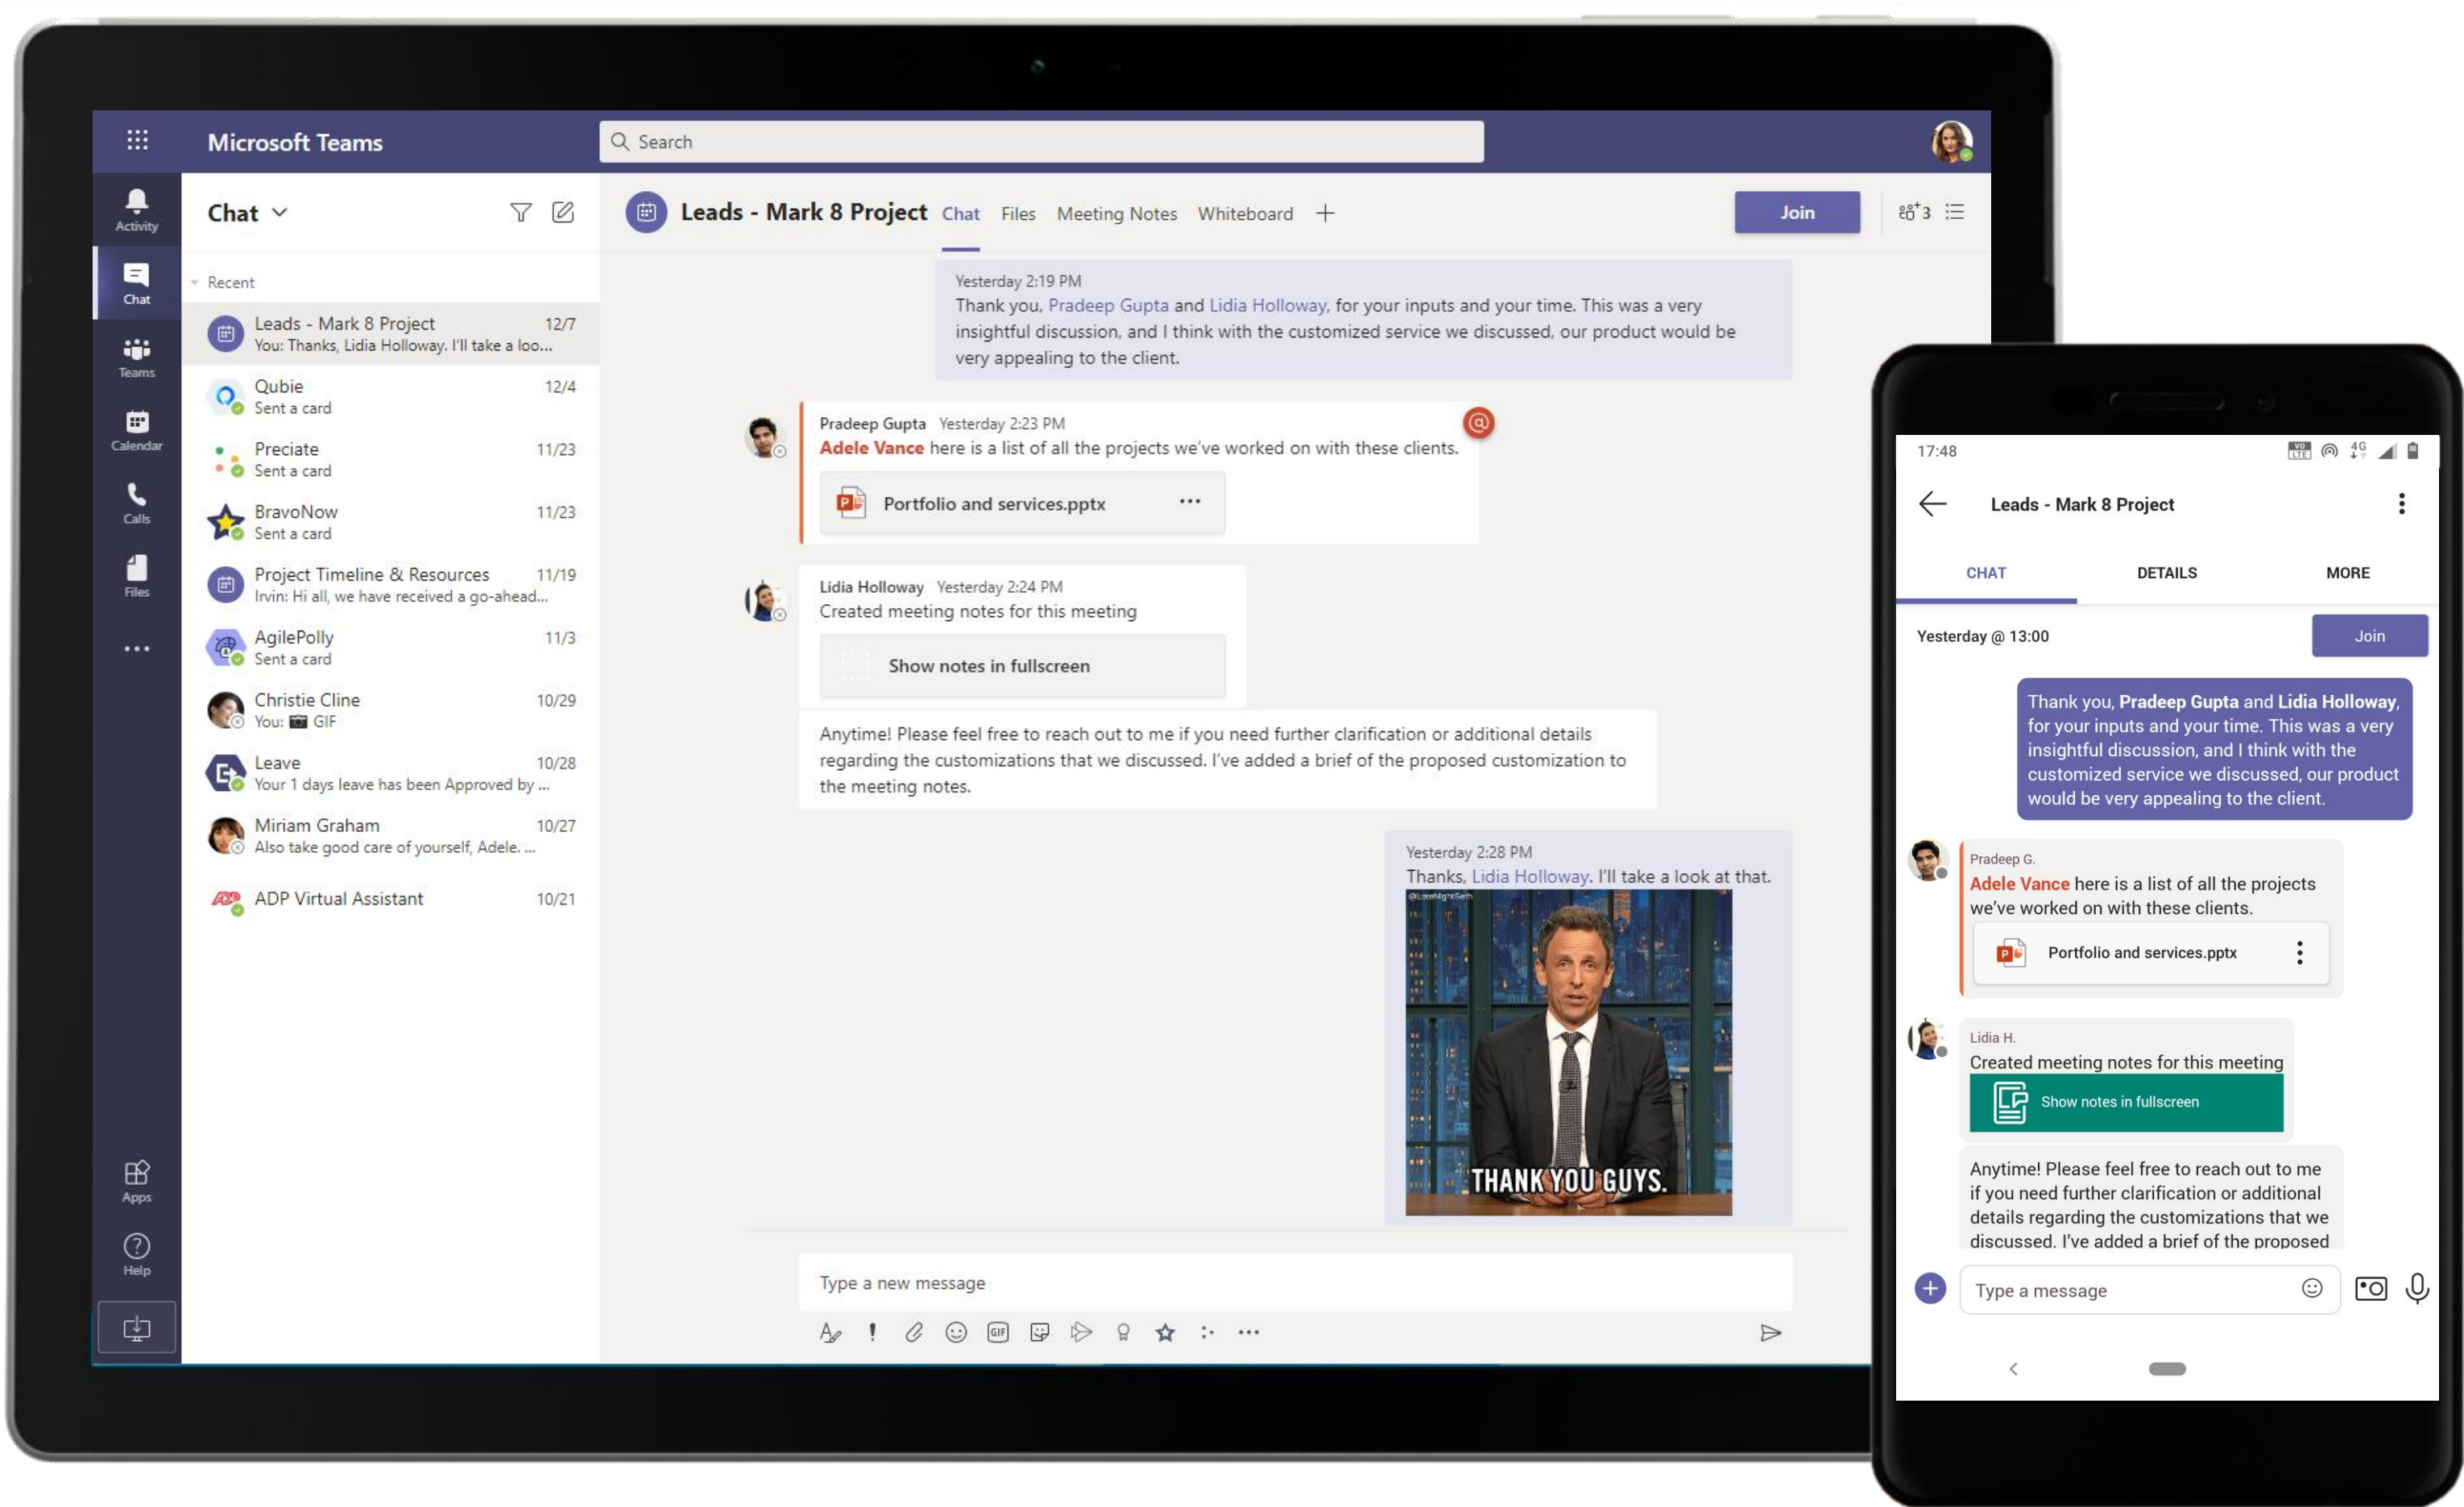 Microsoft Teams
Search
Activity
Chat
Teams
Calendar
Calls
Files
Apps
Help
Chat
Recent
Leads - Mark 8 Project 12/7
You: Thanks, Lidia Holloway. I'll take a loo...
Qubie 12/4
Sent a card
Preciate 11/23
Sent a card
BravoNow 11/23
Sent a card
Project Timeline & Resources 11/19
Irvin: Hi all, we have received a go-ahead...
AgilePolly 11/3
Sent a card
Christie Cline 10/29
You: GIF
Leave 10/28
Your 1 days leave has been Approved by ...
Miriam Graham 10/27
Also take good care of yourself, Adele. ...
ADP Virtual Assistant 10/21
Leads - Mark 8 Project Chat Files Meeting Notes Whiteboard Join 3
Yesterday 2:19 PM
Thank you, Pradeep Gupta and Lidia Holloway, for your inputs and your time. This was a very
insightful discussion, and I think with the customized service we discussed, our product would be
very appealing to the client.
Pradeep Gupta Yesterday 2:23 PM
@
Adele Vance here is a list of all the projects we've worked on with these clients.
Portfolio and services.pptx
Lidia Holloway Yesterday 2:24 PM
Created meeting notes for this meeting
Show notes in fullscreen
Anytime! Please feel free to reach out to me if you need further clarification or additional details
regarding the customizations that we discussed. I've added a brief of the proposed customization to
the meeting notes.
Yesterday 2:28 PM
Thanks, Lidia Holloway. I'll take a look at that.
@LateNightSeth
THANK YOU GUYS.
Type a new message
GIF
17:48 VO LTE 4G
Leads - Mark 8 Project
CHAT DETAILS MORE
Yesterday @ 13:00 Join
Thank you, Pradeep Gupta and Lidia Holloway,
for your inputs and your time. This was a very
insightful discussion, and I think with the
customized service we discussed, our product
would be very appealing to the client.
Pradeep G.
Adele Vance here is a list of all the projects
we've worked on with these clients.
Portfolio and services.pptx
Lidia H.
Created meeting notes for this meeting
Show notes in fullscreen
Anytime! Please feel free to reach out to me
if you need further clarification or additional
details regarding the customizations that we
discussed. I've added a brief of the proposed
Type a message